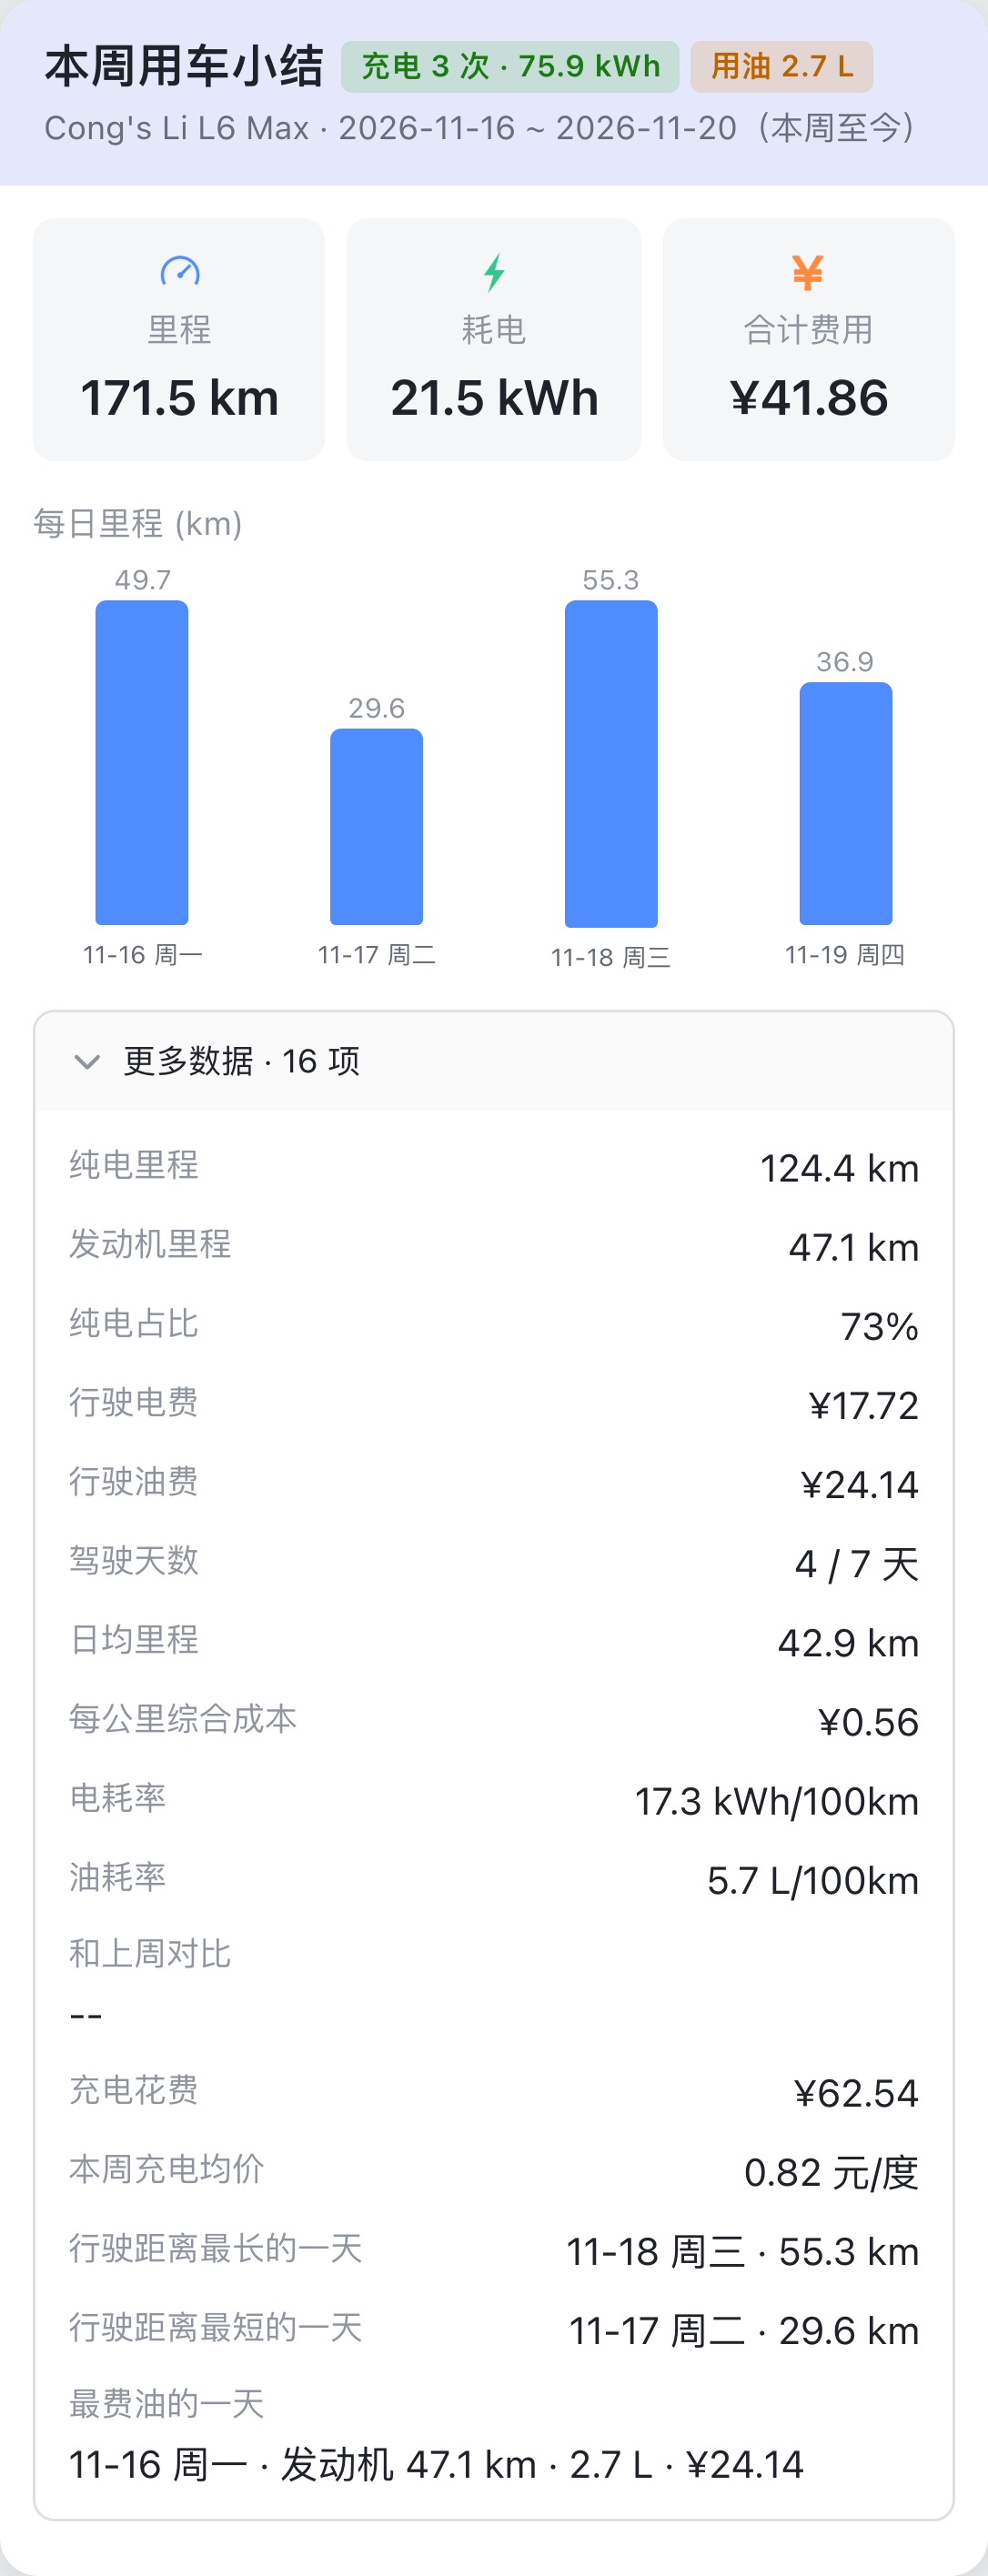 本周用车小结 充电 3 次 · 75.9 kWh 用油 2.7 L
Cong's Li L6 Max · 2026-11-16 ~ 2026-11-20（本周至今）
里程 耗电 合计费用
171.5 km 21.5 kWh ¥41.86
每日里程 (km)
49.7 29.6 55.3 36.9
11-16 周一 11-17 周二 11-18 周三 11-19 周四
更多数据 · 16 项
纯电里程 124.4 km
发动机里程 47.1 km
纯电占比 73%
行驶电费 ¥17.72
行驶油费 ¥24.14
驾驶天数 4 / 7 天
日均里程 42.9 km
每公里综合成本 ¥0.56
电耗率 17.3 kWh/100km
油耗率 5.7 L/100km
和上周对比
--
充电花费 ¥62.54
本周充电均价 0.82 元/度
行驶距离最长的一天 11-18 周三 · 55.3 km
行驶距离最短的一天 11-17 周二 · 29.6 km
最费油的一天
11-16 周一 · 发动机 47.1 km · 2.7 L · ¥24.14